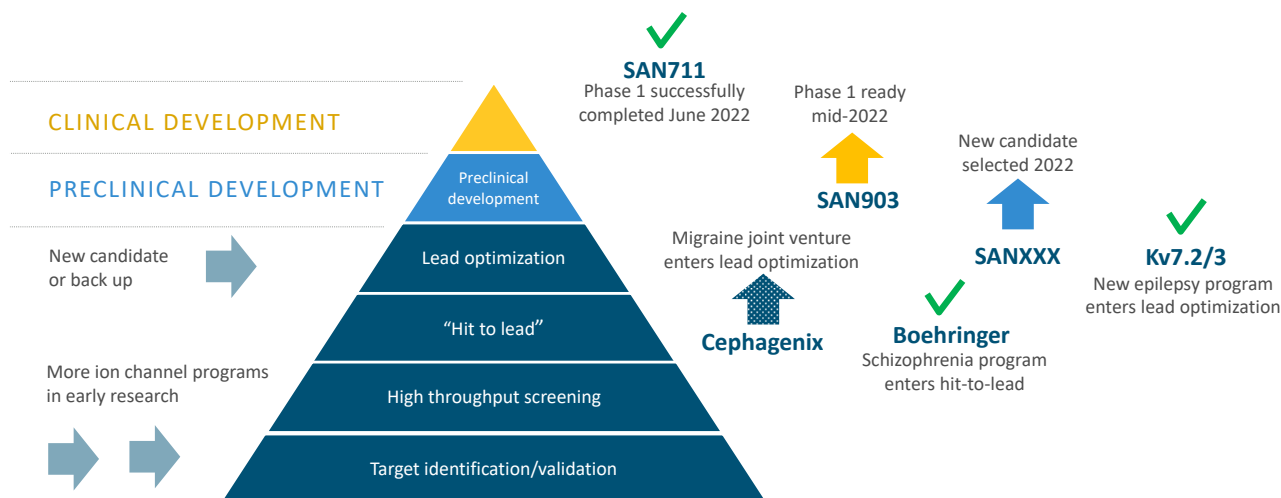 CLINICAL DEVELOPMENT
PRECLINICAL DEVELOPMENT
New candidate
or back up
More ion channel programs
in early research
Preclinical
development
Lead optimization
“Hit to lead”
High throughput screening
Target identification/validation
SAN711
Phase 1 successfully
completed June 2022
Phase 1 ready
mid-2022
SAN903
New candidate
selected 2022
SANXXX
Migraine joint venture
enters lead optimization
Cephagenix
Boehringer
Schizophrenia program
enters hit-to-lead
Kv7.2/3
New epilepsy program
enters lead optimization